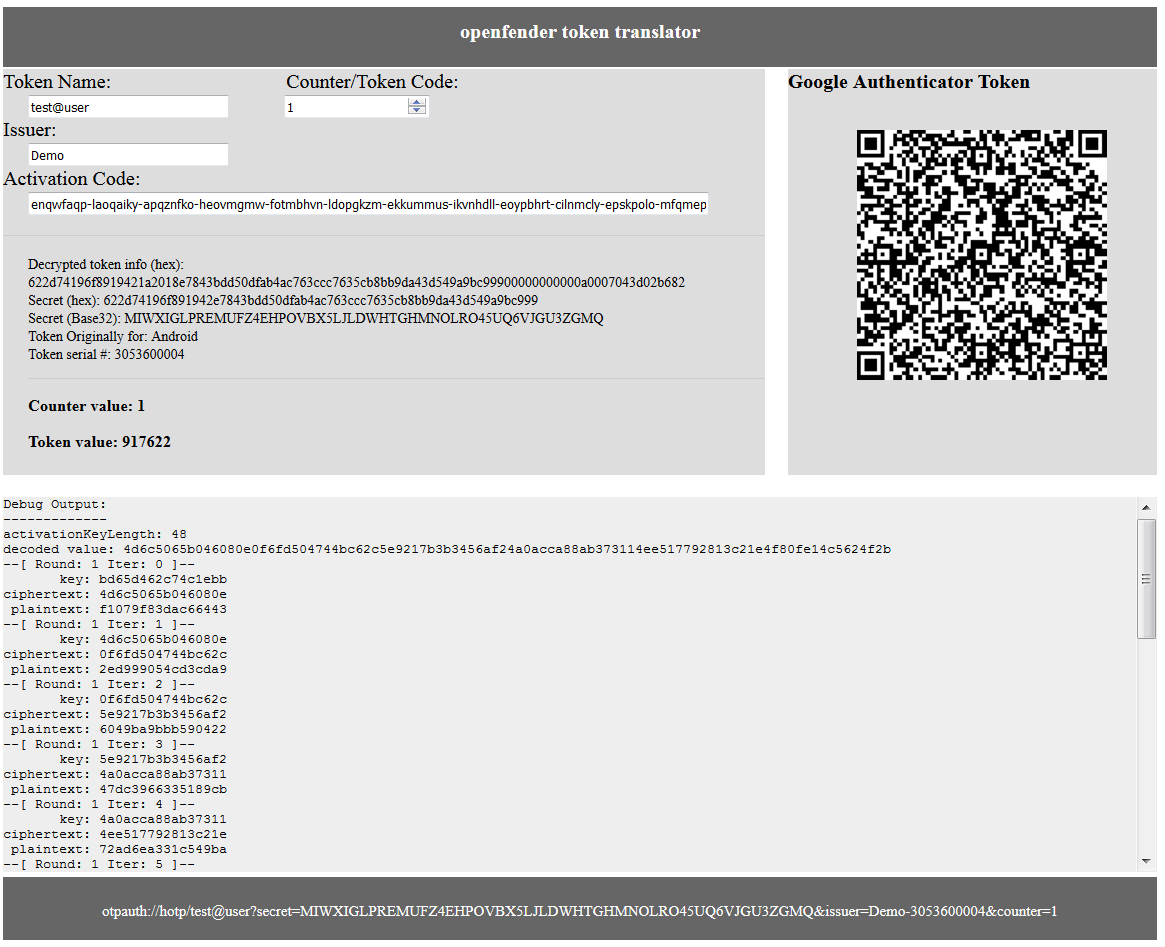 openfender token translator
Token Name:
Counter/Token Code:
test@user
1
Issuer:
Demo
Activation Code:
enqwfaqp-laoqaiky-apqznfko-heovmgmw-fotmbhvn-ldopgkzm-ekkummus-ikvnhdll-eoypbhrt-cilnmcly-epskpolo-mfqmep
Decrypted token info (hex):
622d74196f8919421a2018e7843bdd50dfab4ac763ccc7635cb8bb9da43d549a9bc99900000000000a0007043d02b682
Secret (hex): 622d74196f891942e7843bdd50dfab4ac763ccc7635cb8bb9da43d549a9bc999
Secret (Base32): MIWXIGLPREMUFZ4EHPOVBX5LJLDWHTGHMNOLRO45UQ6VJGU3ZGMQ
Token Originally for: Android
Token serial #: 3053600004
Counter value: 1
Token value: 917622
Google Authenticator Token
Debug Output:
-------------
activationKeyLength: 48
decoded value: 4d6c5065b046080e0f6fd504744bc62c5e9217b3b3456af24a0acca88ab373114ee517792813c21e4f80fe14c5624f2b
--[ Round: 1 Iter: 0 ]--
key: bd65d462c74c1ebb
ciphertext: 4d6c5065b046080e
plaintext: f1079f83dac66443
--[ Round: 1 Iter: 1 ]--
key: 4d6c5065b046080e
ciphertext: 0f6fd504744bc62c
plaintext: 2ed999054cd3cda9
--[ Round: 1 Iter: 2 ]--
key: 0f6fd504744bc62c
ciphertext: 5e9217b3b3456af2
plaintext: 6049ba9bbb590422
--[ Round: 1 Iter: 3 ]--
key: 5e9217b3b3456af2
ciphertext: 4a0acca88ab37311
plaintext: 47dc3966335189cb
--[ Round: 1 Iter: 4 ]--
key: 4a0acca88ab37311
ciphertext: 4ee517792813c21e
plaintext: 72ad6ea331c549ba
--[ Round: 1 Iter: 5 ]--
otpauth://hotp/test@user?secret=MIWXIGLPREMUFZ4EHPOVBX5LJLDWHTGHMNOLRO45UQ6VJGU3ZGMQ&issuer=Demo-3053600004&counter=1